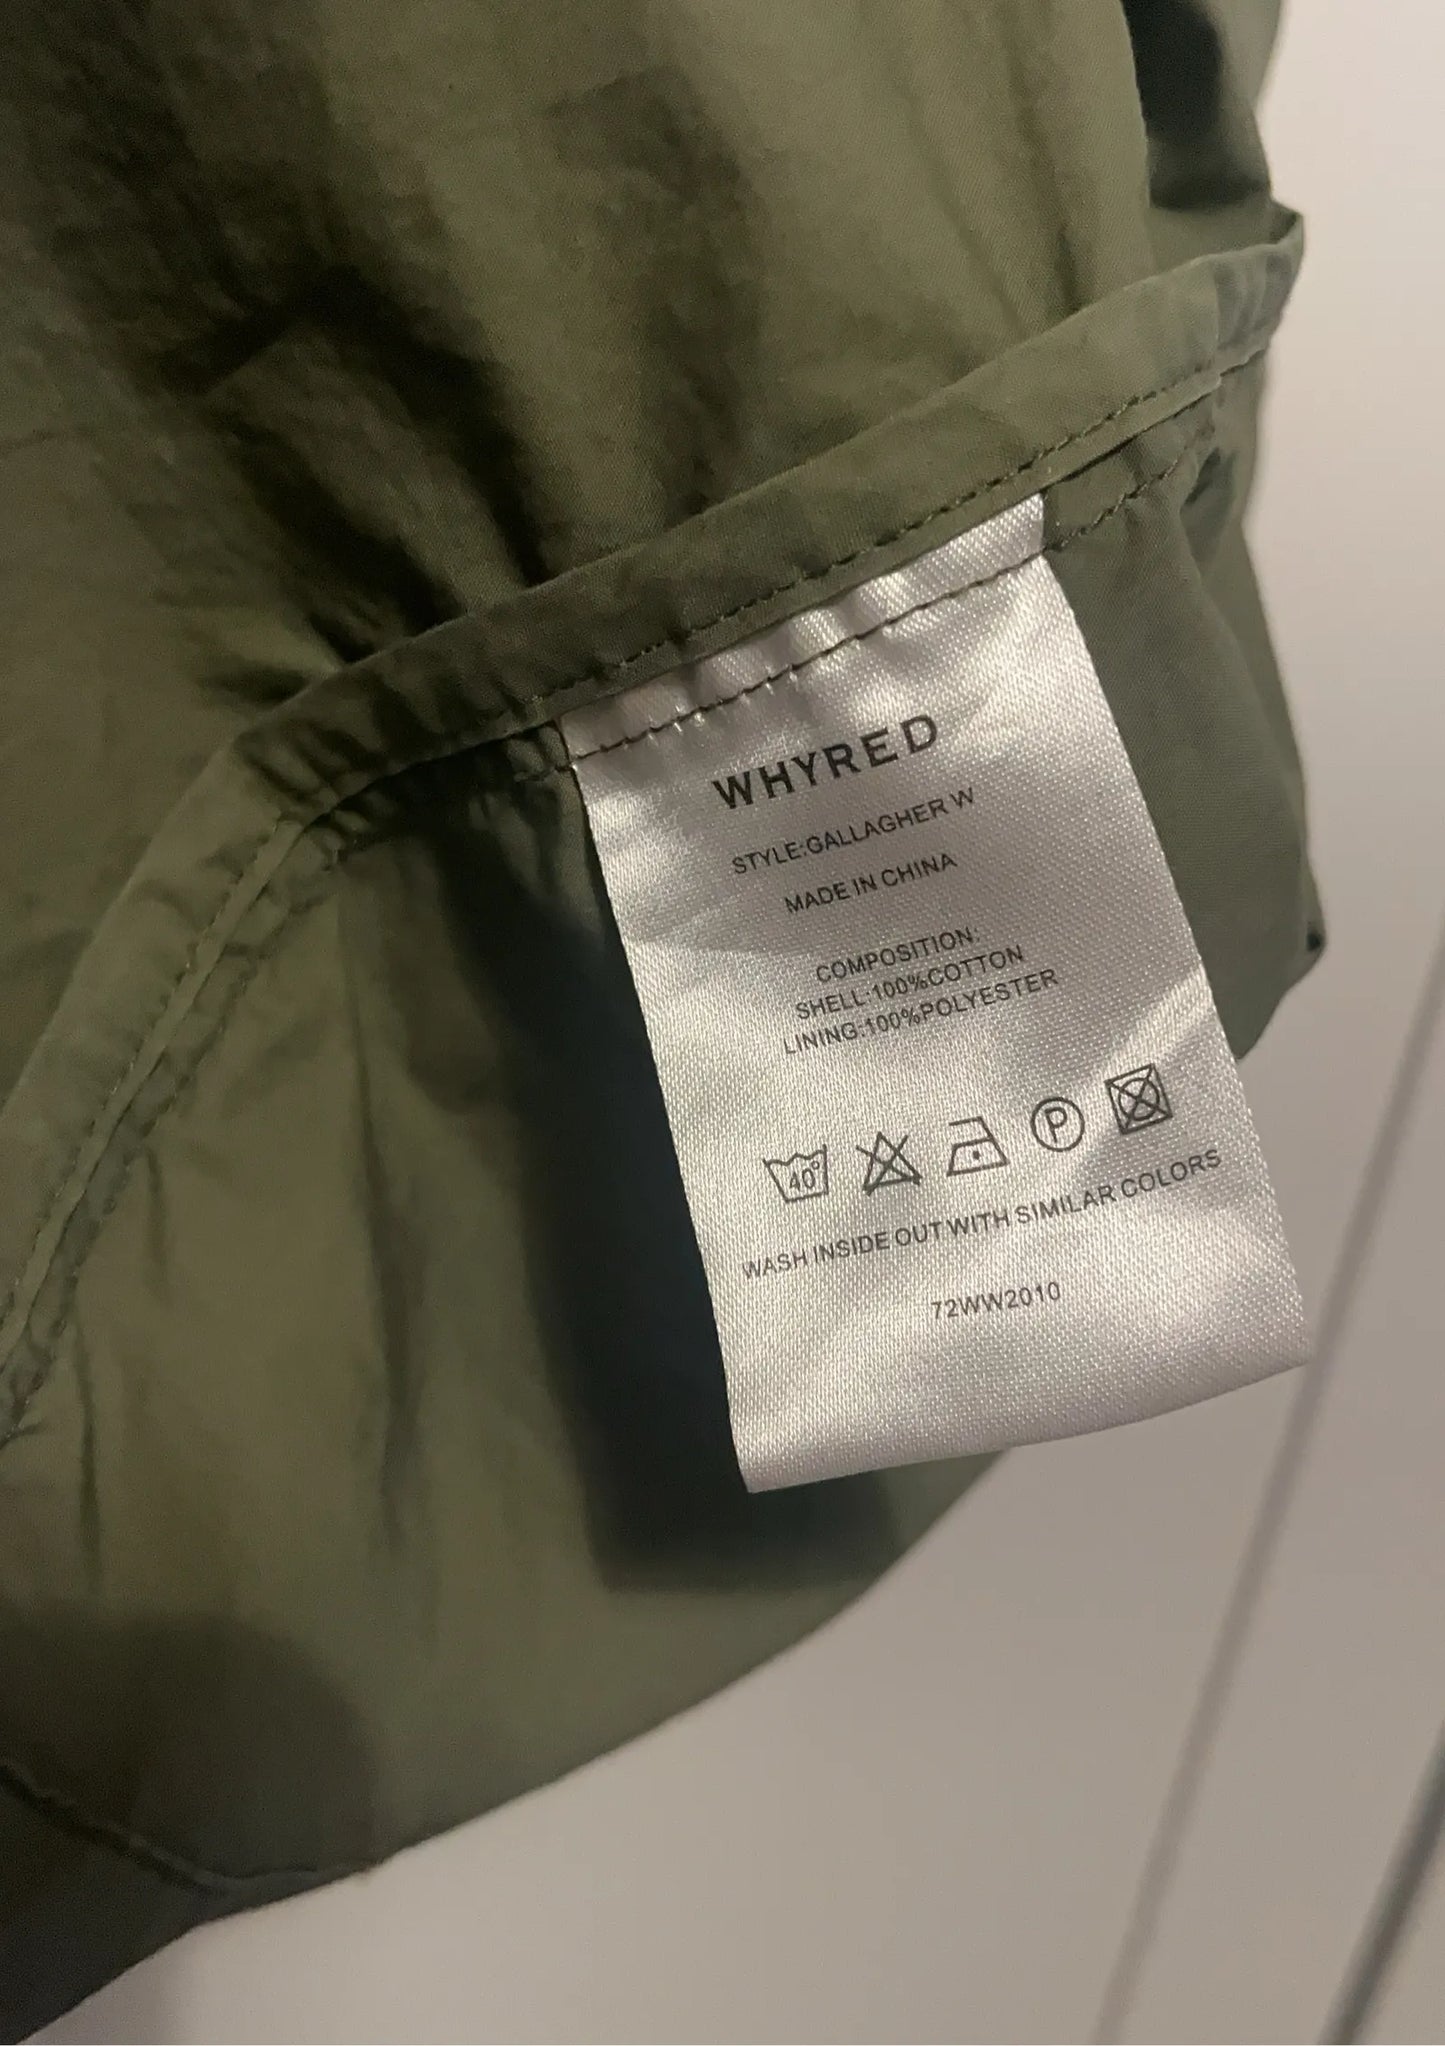 WHYRED
STYLE:GALLAGHER W
MADE IN CHINA
COMPOSITION:
SHELL:100%COTTON
LINING:100%POLYESTER
40° P
WASH INSIDE OUT WITH SIMILAR COLORS
72WW2010